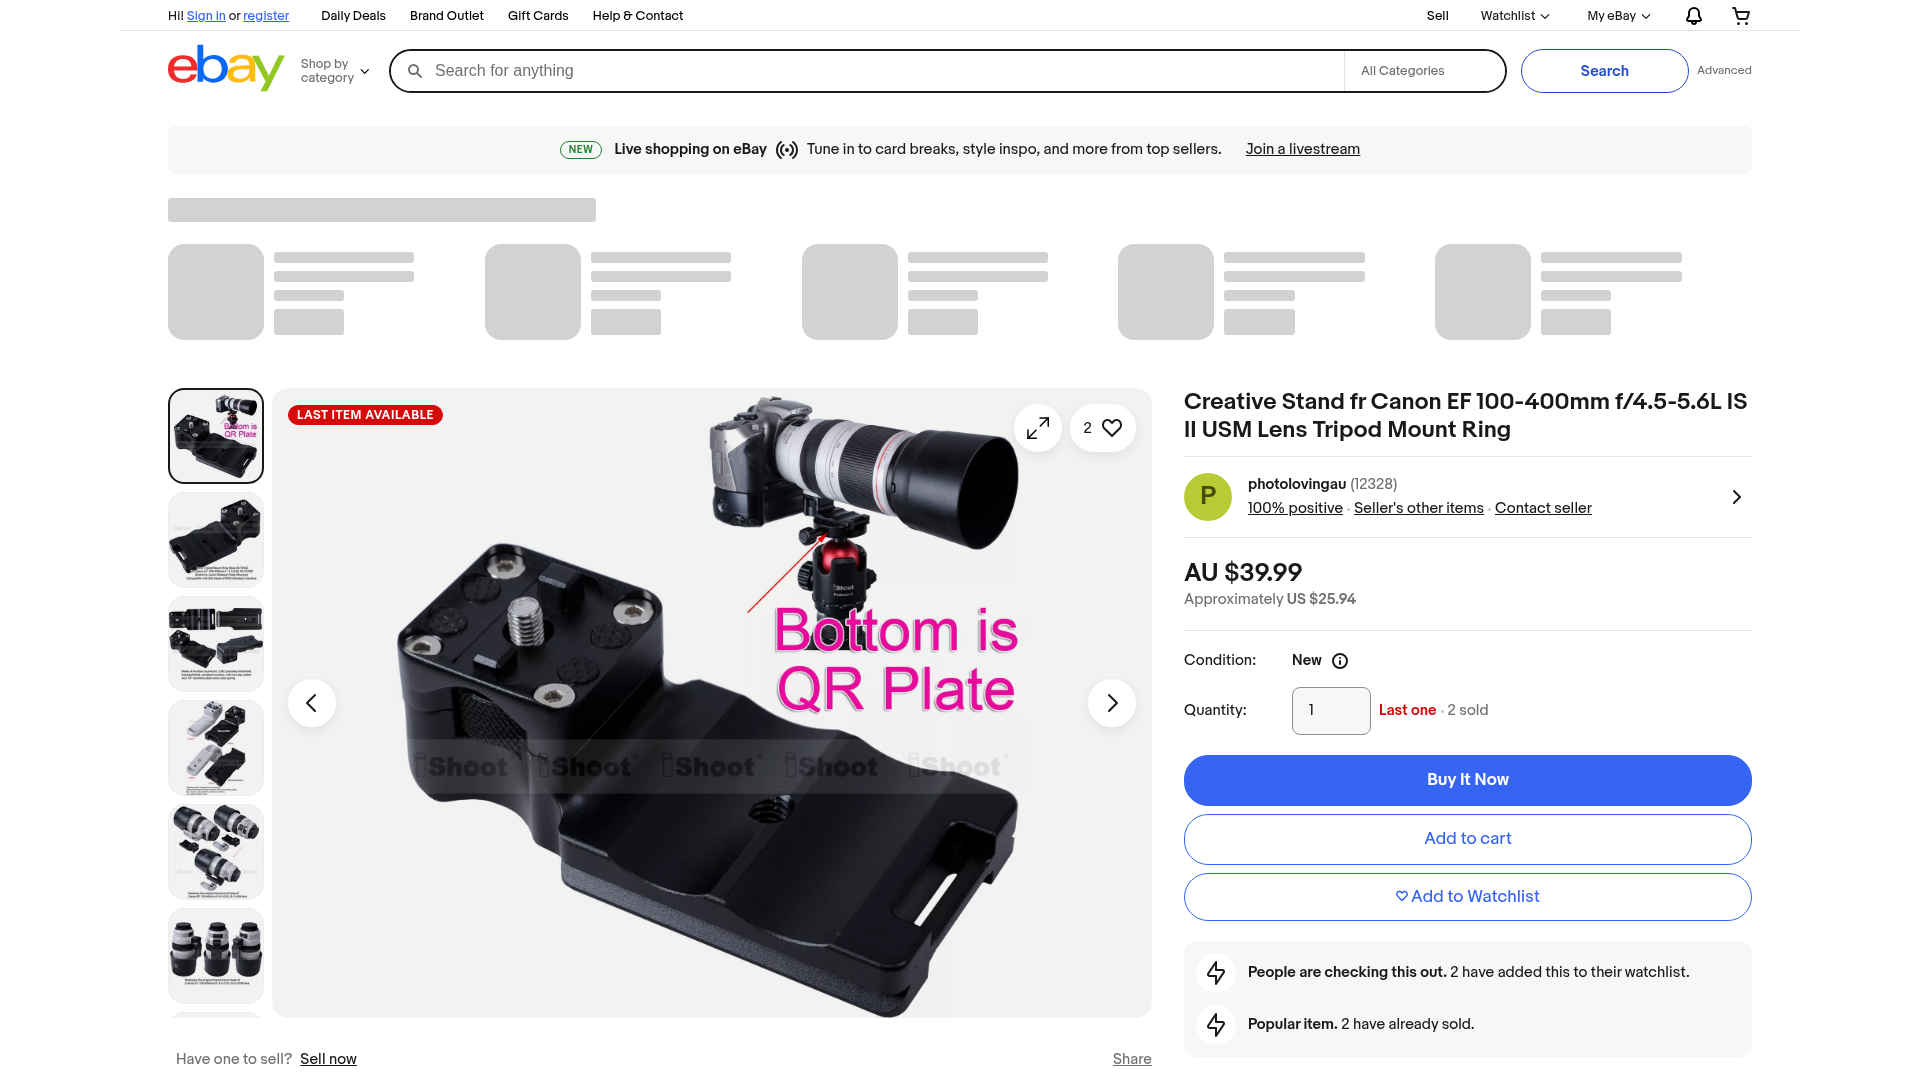 Hi! Sign in or register
Daily Deals
Brand Outlet
Gift Cards
Help & Contact
Sell
Watchlist
My eBay
ebay
Shop by category
Search for anything
All Categories
Search
Advanced
NEW
Live shopping on eBay
Tune in to card breaks, style inspo, and more from top sellers.
Join a livestream
LAST ITEM AVAILABLE
2
Bottom is
QR Plate
iShoot
iShoot iShoot iShoot iShoot iShoot
Bottom is
QR Plate
Creative Stand fr Canon EF 100-400mm f/4.5-5.6L IS
II USM Lens Tripod Mount Ring
P
photolovingau (12328)
100% positive · Seller's other items · Contact seller
AU $39.99
Approximately US $25.94
Condition:
New
Quantity:
1
Last one · 2 sold
Buy It Now
Add to cart
Add to Watchlist
People are checking this out. 2 have added this to their watchlist.
Popular item. 2 have already sold.
Have one to sell? Sell now
Share